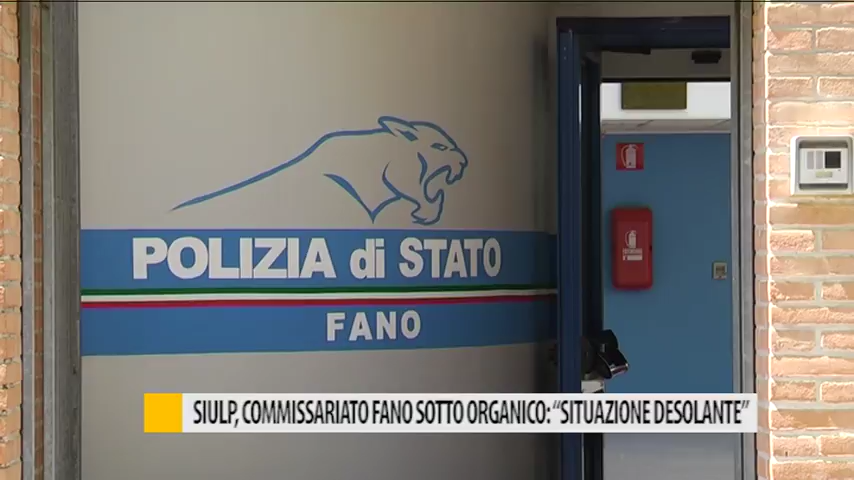 POLIZIA di STATO
FANO
SIULP, COMMISSARIATO FANO SOTTO ORGANICO: “SITUAZIONE DESOLANTE”